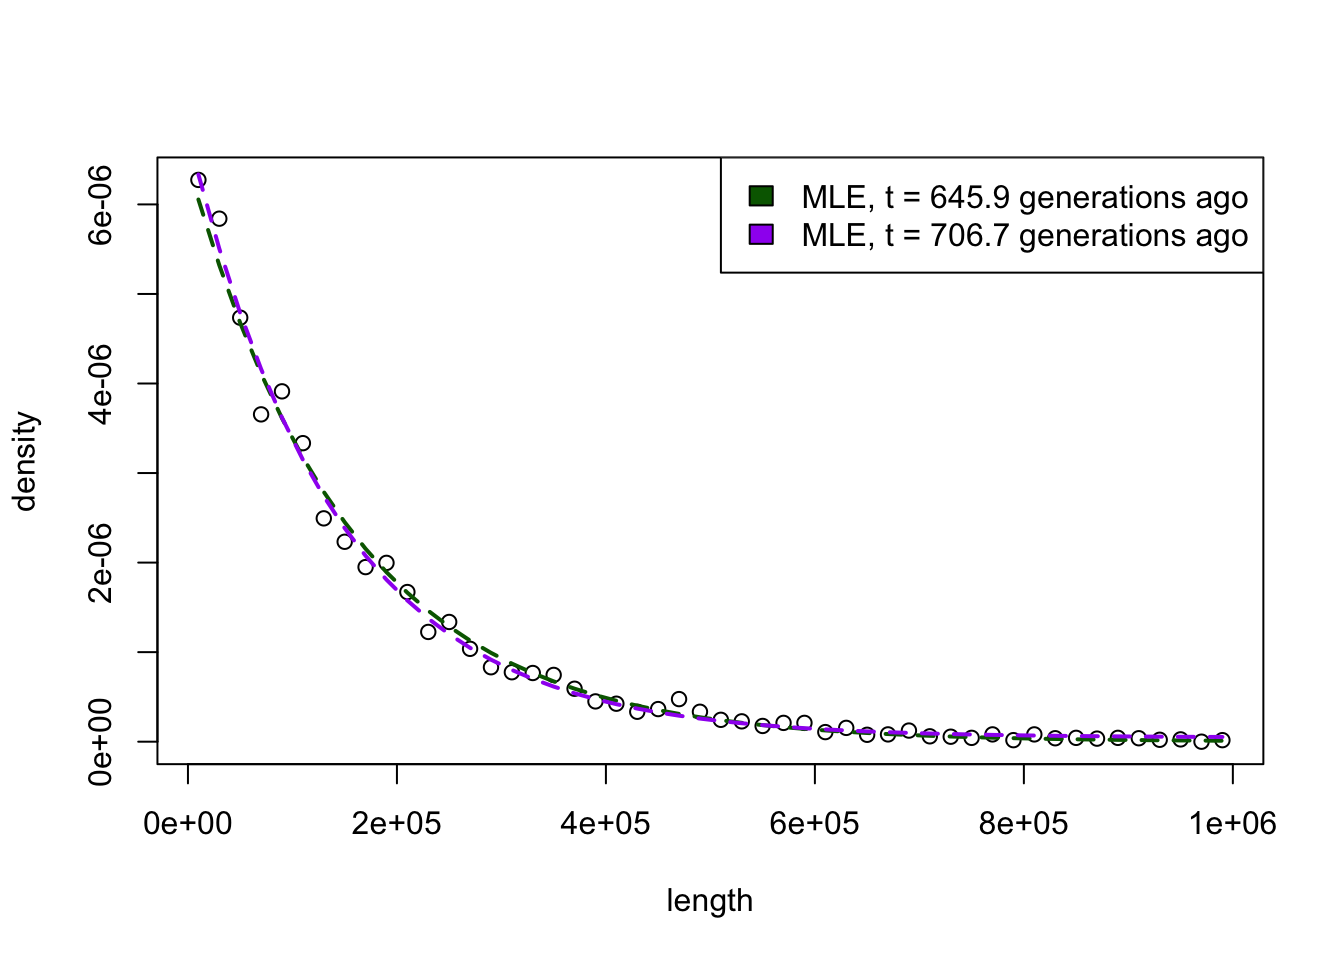 MLE, t = 645.9 generations ago
MLE, t = 706.7 generations ago
density
6e-06
4e-06
2e-06
0e+00
0e+00 2e+05 4e+05 6e+05 8e+05 1e+06
length